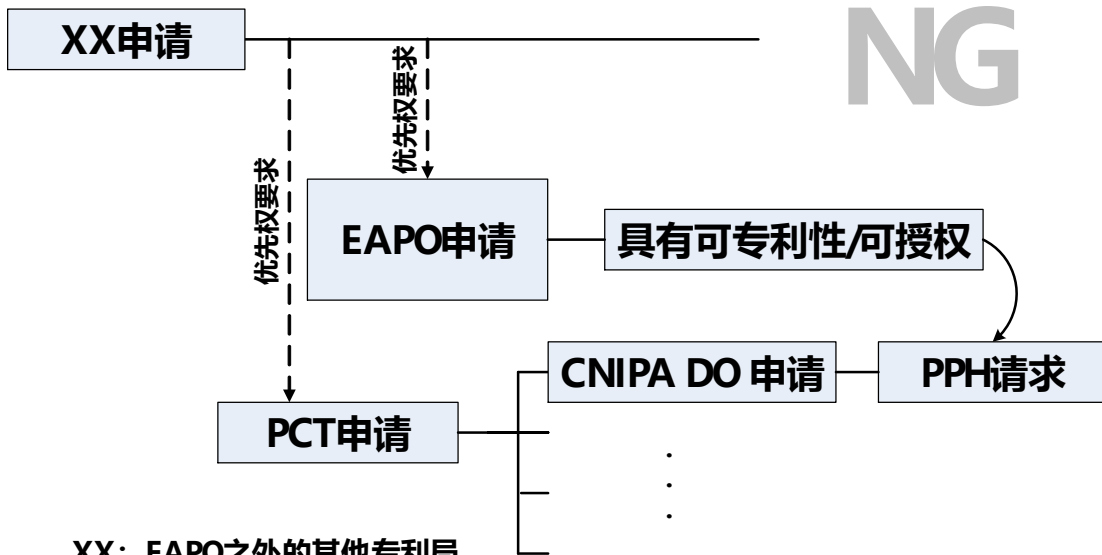 XX申请
NG
优先权要求
优先权要求
EAPO申请
具有可专利性/可授权
CNIPA DO 申请
PPH请求
PCT申请
.
.
.
XX：EAPO之外的其他专利局